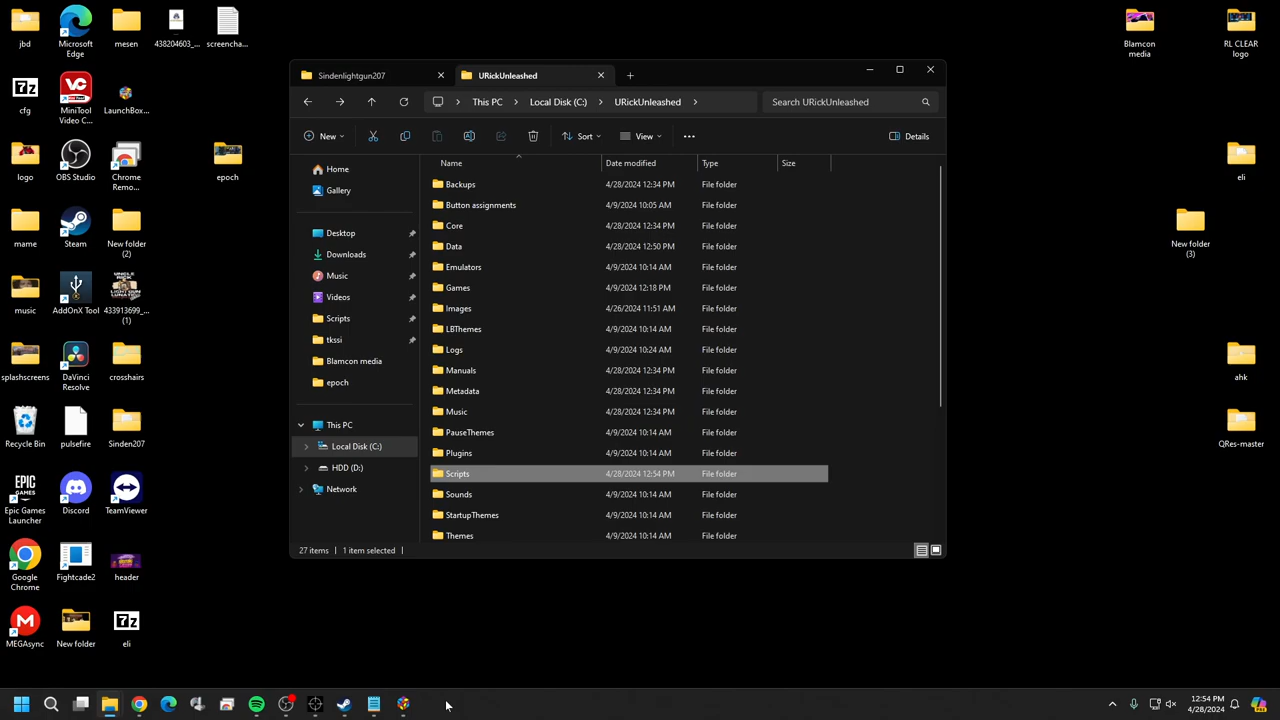 jbd
Microsoft
Edge
mesen
438204603_...
screencha...
Blamcon
media
RL CLEAR
logo
cfg
MiniTool
Video C...
LaunchBox...
logo
OBS Studio
Chrome
Remo...
epoch
eli
mame
Steam
New folder
(2)
New folder
(3)
music
AddOnX Tool
433913699_...
(1)
splashscreens
DaVinci
Resolve
crosshairs
ahk
Recycle Bin
pulsefire
Sinden207
QRes-master
Epic Games
Launcher
Discord
TeamViewer
Google
Chrome
Fightcade2
header
MEGAsync
New folder
eli
Sindenlightgun207
URickUnleashed
This PC
Local Disk (C:)
URickUnleashed
Search URickUnleashed
New
Sort
View
Details
Home
Gallery
Desktop
Downloads
Music
Videos
Scripts
tkssi
Blamcon media
epoch
This PC
Local Disk (C:)
HDD (D:)
Network
Name Date modified Type Size
Backups 4/28/2024 12:34 PM File folder
Button assignments 4/9/2024 10:05 AM File folder
Core 4/28/2024 12:34 PM File folder
Data 4/28/2024 12:50 PM File folder
Emulators 4/9/2024 10:14 AM File folder
Games 4/9/2024 12:18 PM File folder
Images 4/26/2024 11:51 AM File folder
LBThemes 4/9/2024 10:14 AM File folder
Logs 4/9/2024 10:24 AM File folder
Manuals 4/28/2024 12:34 PM File folder
Metadata 4/28/2024 12:34 PM File folder
Music 4/28/2024 12:34 PM File folder
PauseThemes 4/9/2024 10:14 AM File folder
Plugins 4/9/2024 10:14 AM File folder
Scripts 4/28/2024 12:54 PM File folder
Sounds 4/9/2024 10:14 AM File folder
StartupThemes 4/9/2024 10:14 AM File folder
Themes 4/9/2024 10:14 AM File folder
27 items 1 item selected
12:54 PM
4/28/2024